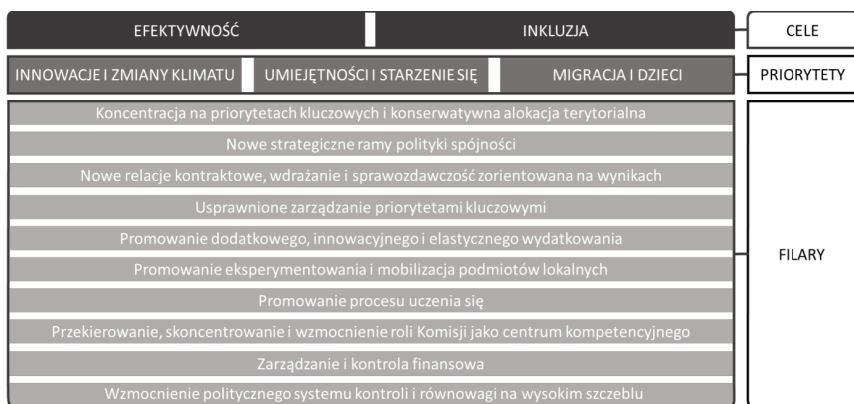 EFEKTYWNOŚĆ INKLUZJA CELE
INNOWACJE I ZMIANY KLIMATU UMIEJĘTNOŚCI I STARZENIE SIĘ MIGRACJA I DZIECI PRIORYTETY
Koncentracja na priorytetach kluczowych i konserwatywna alokacja terytorialna
Nowe strategiczne ramy polityki spójności
Nowe relacje kontraktowe, wdrażanie i sprawozdawczość zorientowana na wynikach
Usprawnione zarządzanie priorytetami kluczowymi
Promowanie dodatkowego, innowacyjnego i elastycznego wydatkowania
Promowanie eksperymentowania i mobilizacja podmiotów lokalnych
Promowanie procesu uczenia się
Przekierowanie, skoncentrowanie i wzmocnienie roli Komisji jako centrum kompetencyjnego
Zarządzanie i kontrola finansowa
Wzmocnienie politycznego systemu kontroli i równowagi na wysokim szczeblu
FILARY